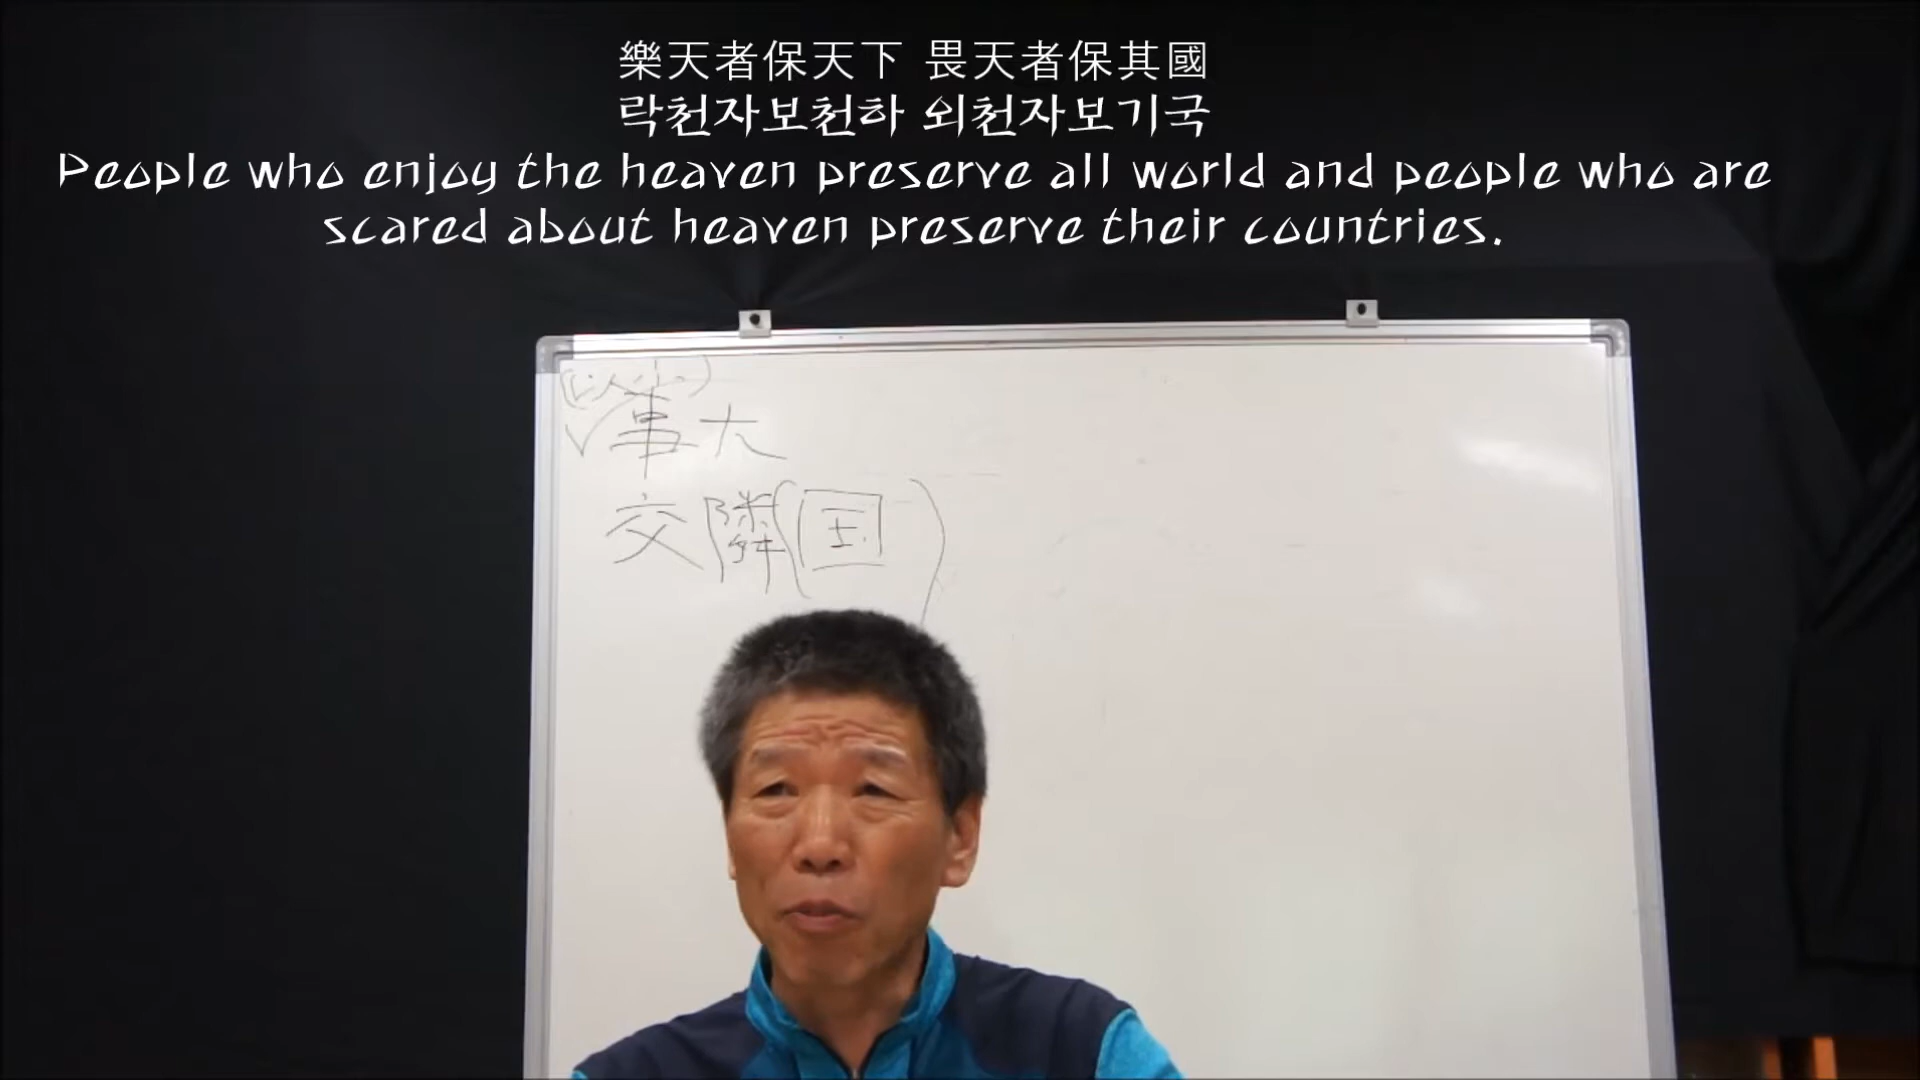 樂天者保天下 畏天者保其國
락천자보천하 외천자보기국
People who enjoy the heaven preserve all world and people who are
scared about heaven preserve their countries.
事大
交隣(国)